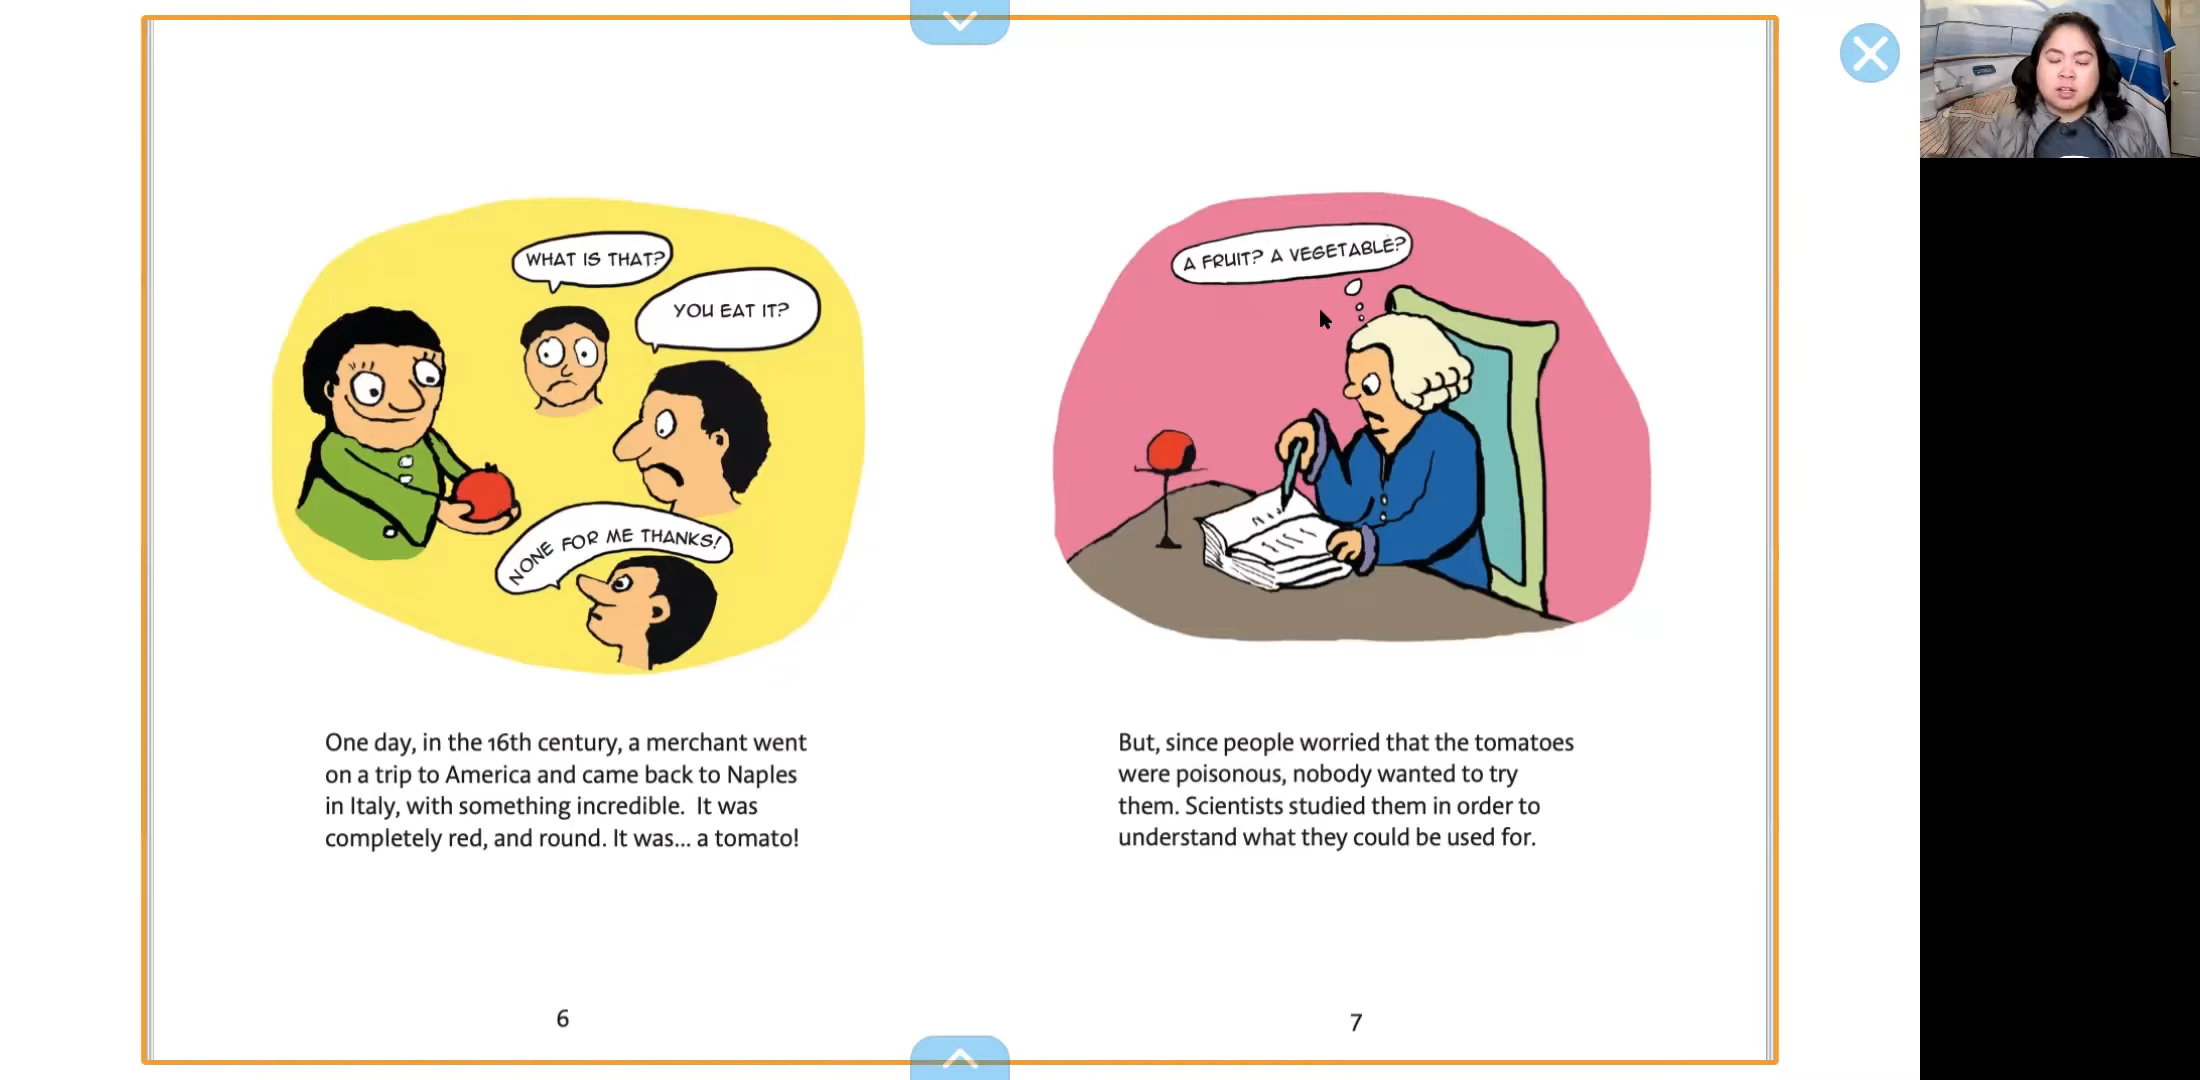 WHAT IS THAT?
YOU EAT IT?
NONE FOR ME THANKS!
One day, in the 16th century, a merchant went
on a trip to America and came back to Naples
in Italy, with something incredible.  It was
completely red, and round. It was... a tomato!
6
A FRUIT? A VEGETABLE?
But, since people worried that the tomatoes
were poisonous, nobody wanted to try
them. Scientists studied them in order to
understand what they could be used for.
7